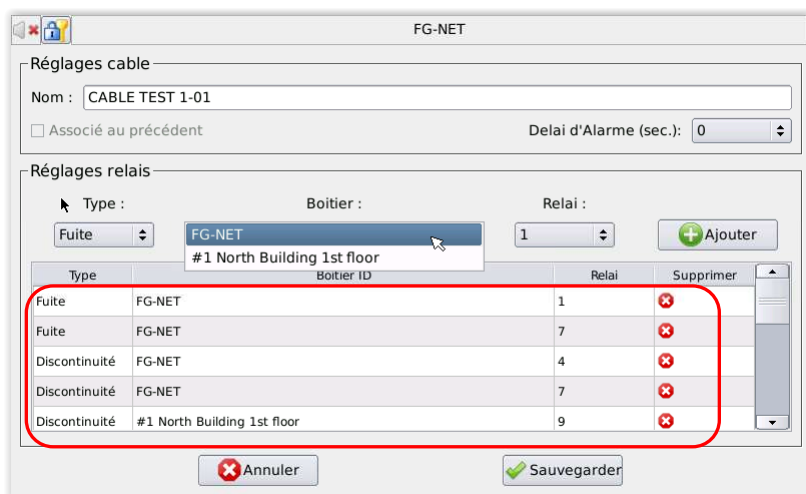 FG-NET
Réglages cable
Nom : CABLE TEST 1-01
Associé au précédent Delai d'Alarme (sec.): 0
Réglages relais
Type : Boitier : Relai :
Fuite FG-NET 1 Ajouter
#1 North Building 1st floor
Type Boitier ID Relai Supprimer
Fuite FG-NET 1
Fuite FG-NET 7
Discontinuité FG-NET 4
Discontinuité FG-NET 7
Discontinuité #1 North Building 1st floor 9
Annuler Sauvegarder